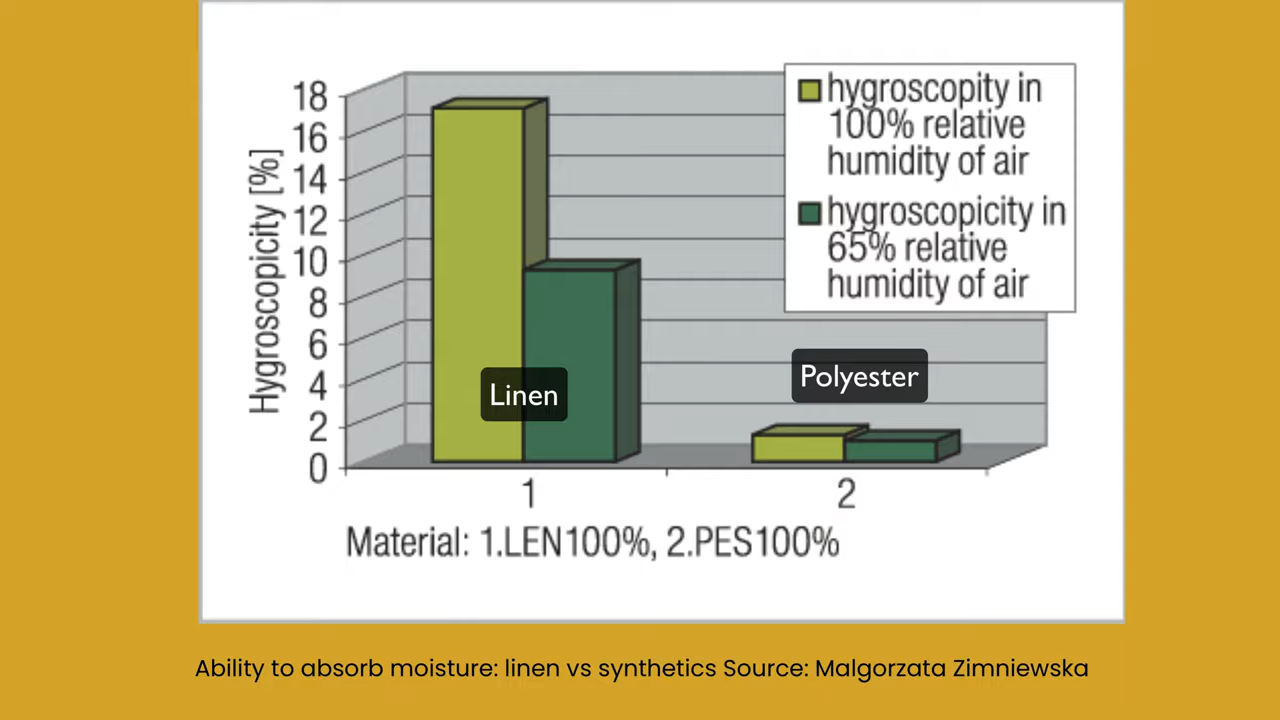 18
16
14
12
10
8
6
4
2
0
Hygroscopicity [%]
hygroscopity in
100% relative
humidity of air
hygroscopicity in
65% relative
humidity of air
Linen
Polyester
1
2
Material: 1.LEN100%, 2.PES100%
Ability to absorb moisture: linen vs synthetics Source: Malgorzata Zimniewska